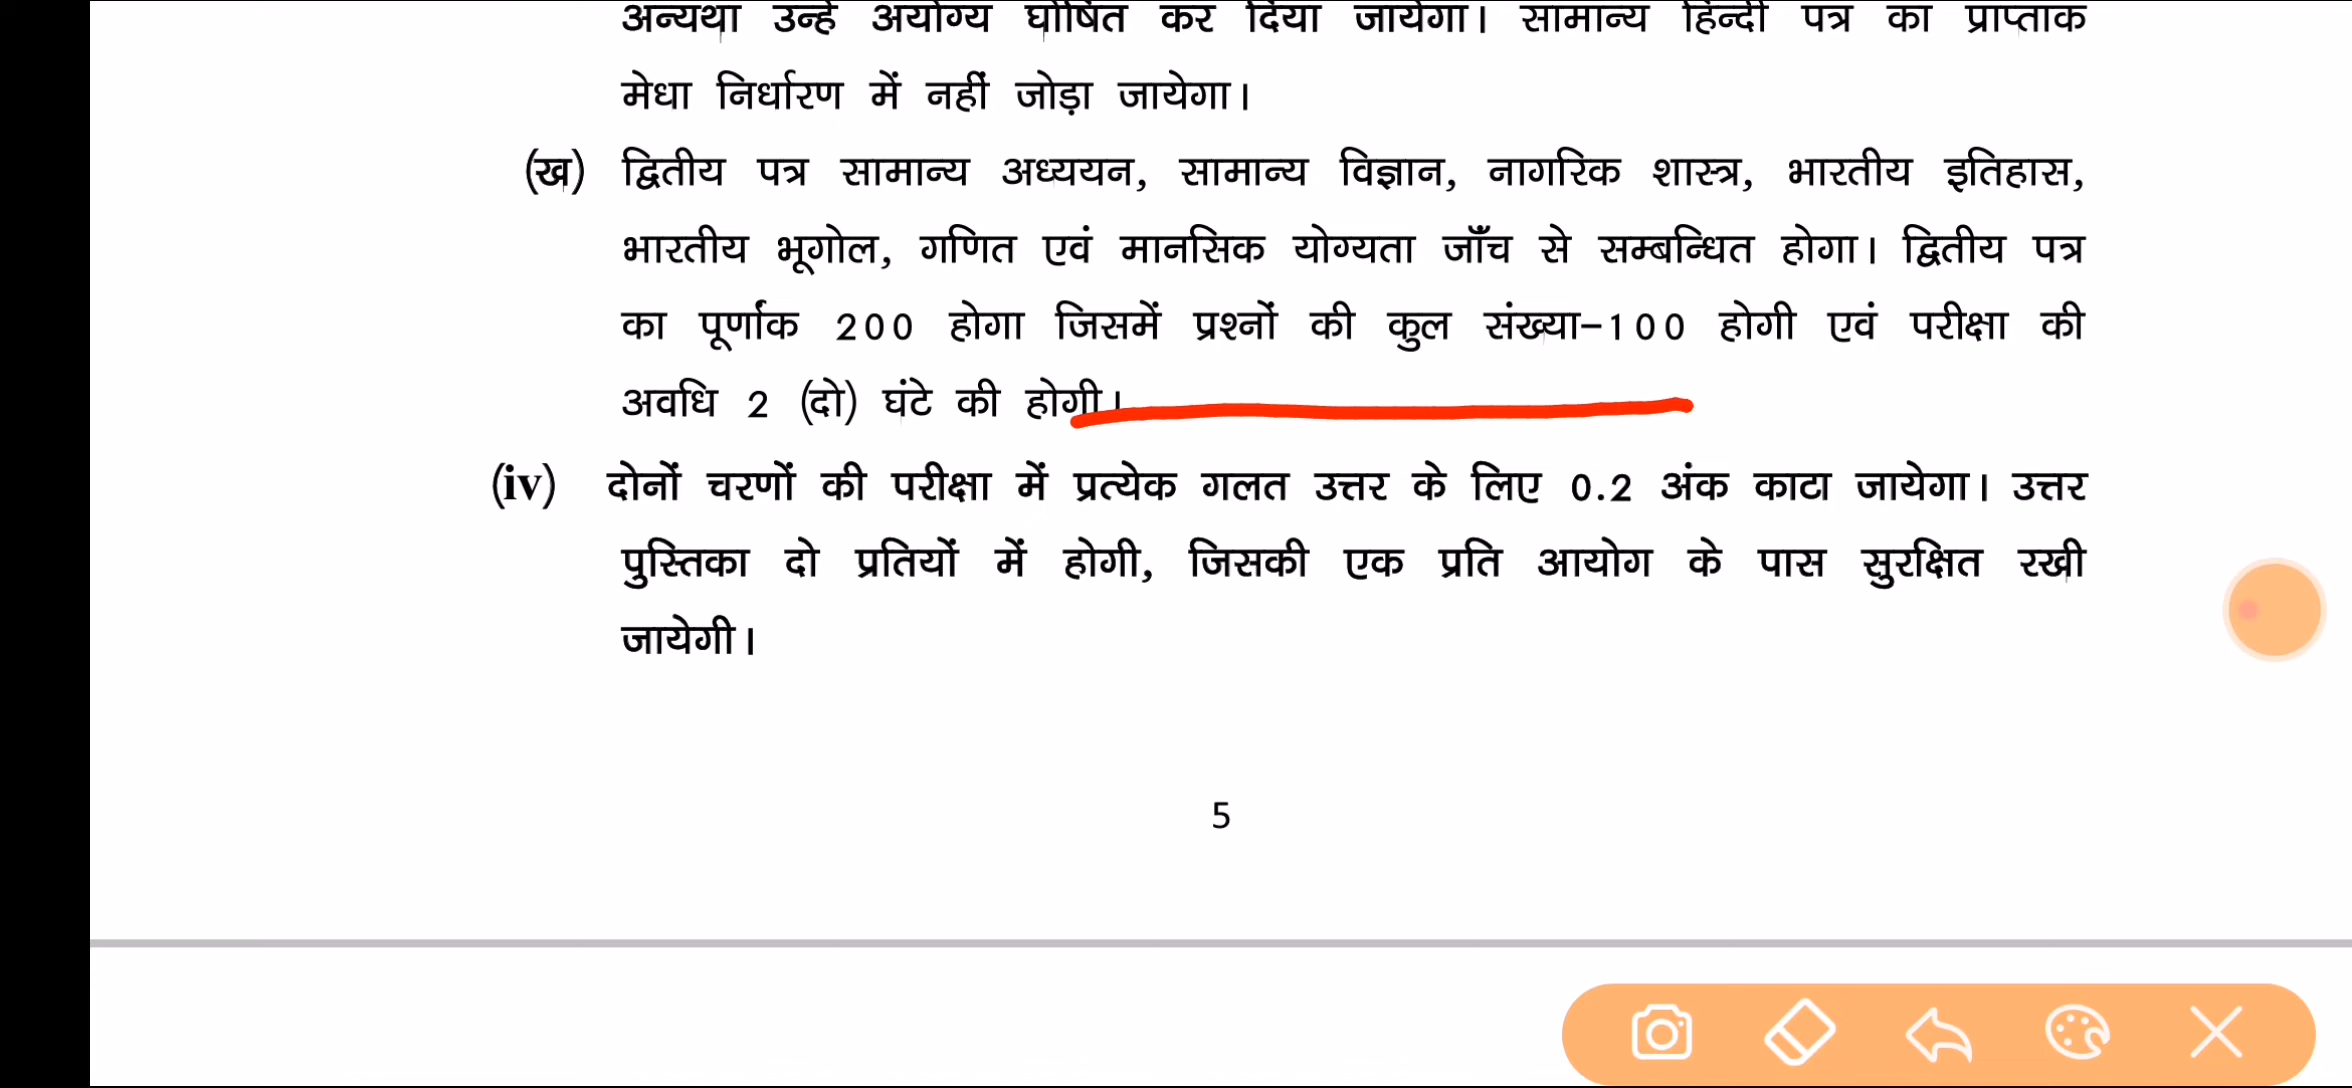 अन्यथा उन्हें अयोग्य घोषित कर दिया जायेगा। सामान्य हिन्दी पत्र का प्राप्तांक
मेधा निर्धारण में नहीं जोड़ा जायेगा।
(ख) द्वितीय पत्र सामान्य अध्ययन, सामान्य विज्ञान, नागरिक शास्त्र, भारतीय इतिहास,
भारतीय भूगोल, गणित एवं मानसिक योग्यता जाँच से सम्बन्धित होगा। द्वितीय पत्र
का पूर्णांक 200 होगा जिसमें प्रश्नों की कुल संख्या–100 होगी एवं परीक्षा की
अवधि 2 (दो) घंटे की होगी।
(iv) दोनों चरणों की परीक्षा में प्रत्येक गलत उत्तर के लिए 0.2 अंक काटा जायेगा। उत्तर
पुस्तिका दो प्रतियों में होगी, जिसकी एक प्रति आयोग के पास सुरक्षित रखी
जायेगी।
5